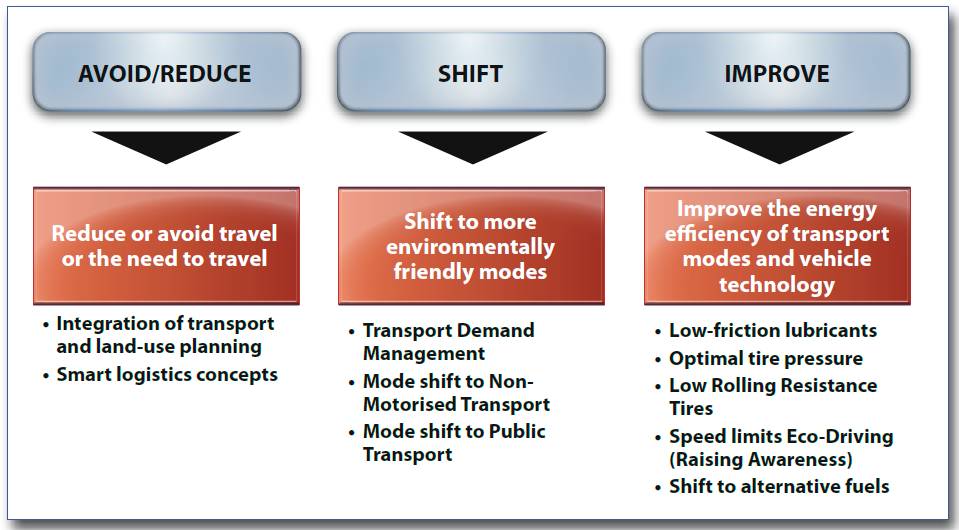 AVOID/REDUCE
SHIFT
IMPROVE
Reduce or avoid travel
or the need to travel
Shift to more
environmentally
friendly modes
Improve the energy
efficiency of transport
modes and vehicle
technology
• Integration of transport
and land-use planning
• Smart logistics concepts
• Transport Demand
Management
• Mode shift to Non-
Motorised Transport
• Mode shift to Public
Transport
• Low-friction lubricants
• Optimal tire pressure
• Low Rolling Resistance
Tires
• Speed limits Eco-Driving
(Raising Awareness)
• Shift to alternative fuels